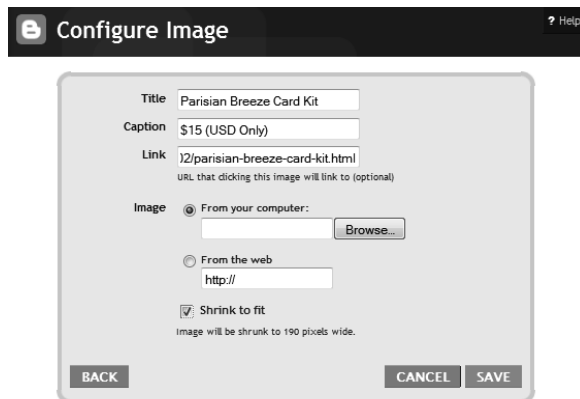 Configure Image
? Help
Title Parisian Breeze Card Kit
Caption $15 (USD Only)
Link )2/parisian-breeze-card-kit.html
URL that clicking this image will link to (optional)
Image From your computer:
Browse...
From the web
http://
Shrink to fit
Image will be shrunk to 190 pixels wide.
BACK CANCEL SAVE